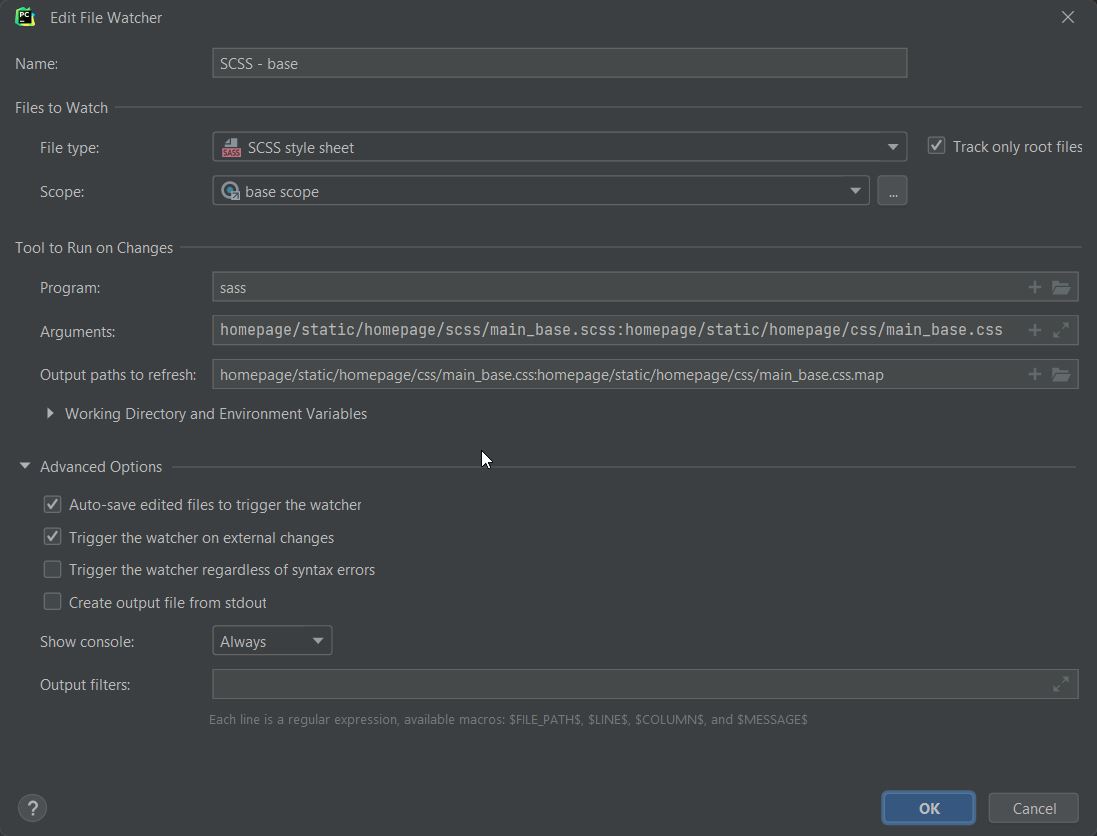 PC
Edit File Watcher
Name:
SCSS - base
Files to Watch
File type:
SASS
SCSS style sheet
Track only root files
Scope:
base scope
...
Tool to Run on Changes
Program:
sass
Arguments:
homepage/static/homepage/scss/main_base.scss:homepage/static/homepage/css/main_base.css
Output paths to refresh:
homepage/static/homepage/css/main_base.css:homepage/static/homepage/css/main_base.css.map
Working Directory and Environment Variables
Advanced Options
Auto-save edited files to trigger the watcher
Trigger the watcher on external changes
Trigger the watcher regardless of syntax errors
Create output file from stdout
Show console:
Always
Output filters:
Each line is a regular expression, available macros: $FILE_PATH$, $LINE$, $COLUMN$, and $MESSAGE$
?
OK
Cancel